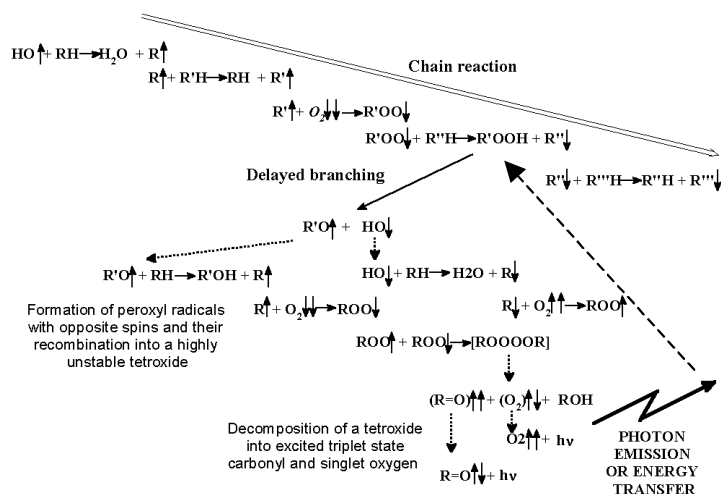 HO↑ + RH→H₂O + R↑
Chain reaction
R↑ + R'H→RH + R'↑
R'↑ + O₂↓↓→R'OO↓
R'OO↓ + R''H→R'OOH + R''↓
Delayed branching
R''↓ + R'''H→R''H + R'''↓
R'O↑ + HO↓
R'O↑ + RH→R'OH + R↑
HO↓ + RH→H2O + R↓
Formation of peroxyl radicals
with opposite spins and their
recombination into a highly
unstable tetroxide
R↑ + O₂↓↓→ROO↓
R↓ + O₂↑↑→ROO↑
ROO↑ + ROO↓→[ROOOOR]
(R=O)↑↑ + (O₂)↑↓ + ROH
Decomposition of a tetroxide
into excited triplet state
carbonyl and singlet oxygen
O2↑↑ + hν
R=O↑↓ + hν
PHOTON
EMISSION
OR ENERGY
TRANSFER